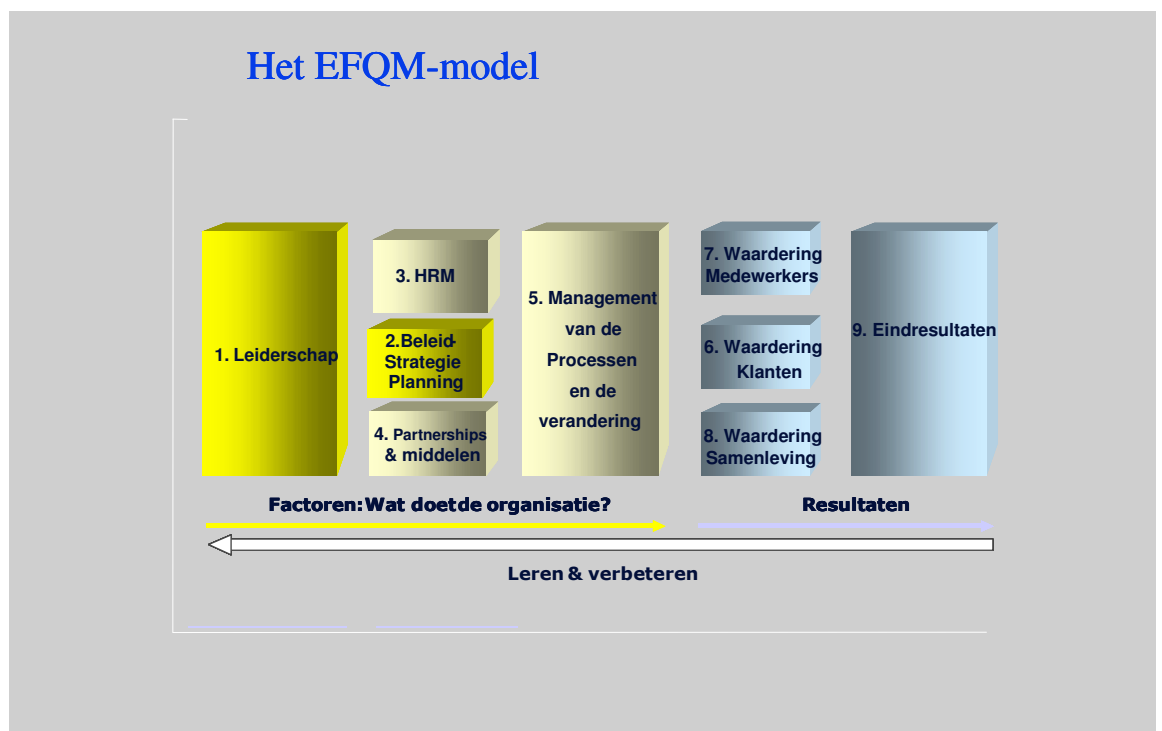 Het EFQM-model
1. Leiderschap
3. HRM
2.Beleid-
Strategie
Planning
4. Partnerships
& middelen
5. Management
van de
Processen
en de
verandering
7. Waardering
Medewerkers
6. Waardering
Klanten
8. Waardering
Samenleving
9. Eindresultaten
Factoren: Wat doetde organisatie?
Resultaten
Leren & verbeteren